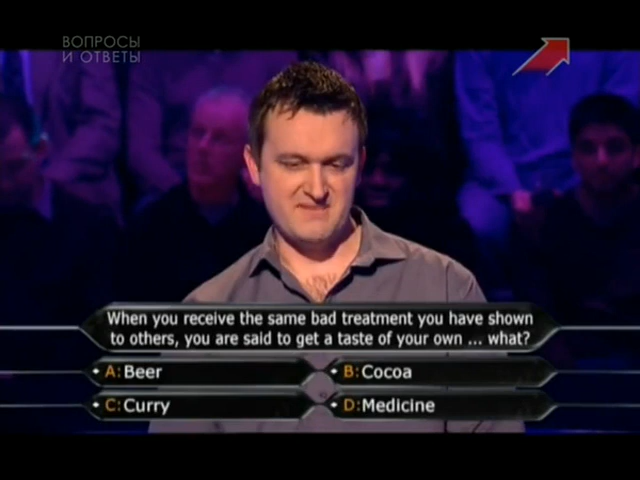 ВОПРОСЫ
И ОТВЕТЫ
When you receive the same bad treatment you have shown
to others, you are said to get a taste of your own ... what?
A: Beer
B: Cocoa
C: Curry
D: Medicine